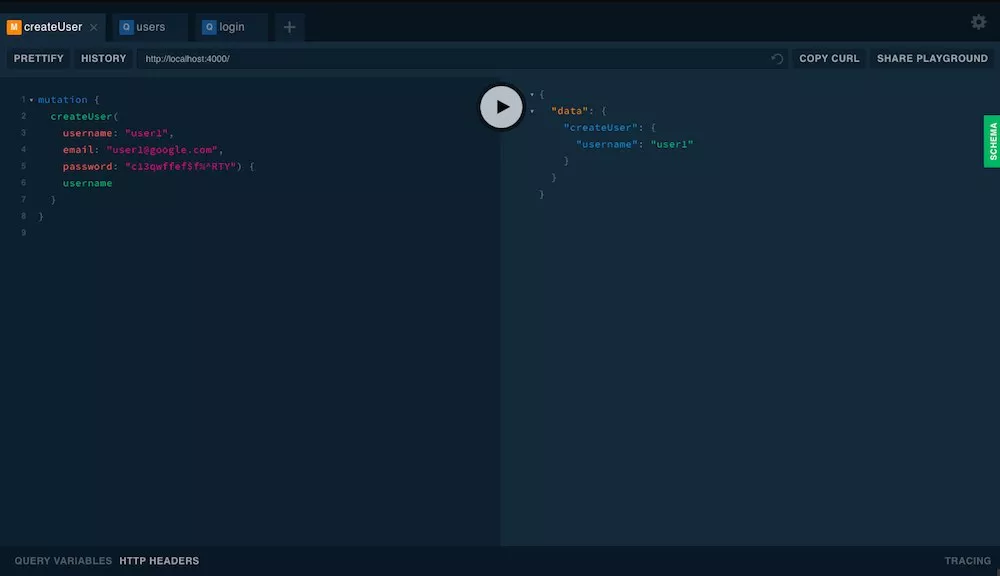 M createUser ×
Q users
Q login
+
PRETTIFY
HISTORY
http://localhost:4000/
COPY CURL
SHARE PLAYGROUND
1 mutation {
2 createUser(
3 username: "user1",
4 email: "user1@google.com",
5 password: "c13qwffef$f%^RTY") {
6 username
7 }
8 }
9
{
"data": {
"createUser": {
"username": "user1"
}
}
}
SCHEMA
QUERY VARIABLES
HTTP HEADERS
TRACING